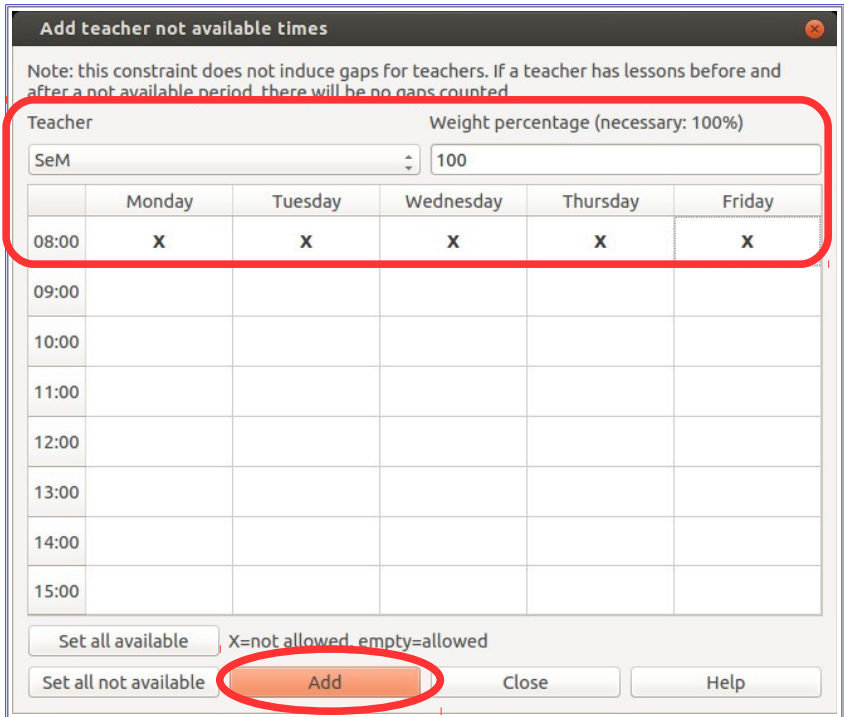 Add teacher not available times
Note: this constraint does not induce gaps for teachers. If a teacher has lessons before and
after a not available period, there will be no gaps counted
Teacher Weight percentage (necessary: 100%)
SeM 100
Monday Tuesday Wednesday Thursday Friday
08:00 X X X X X
09:00
10:00
11:00
12:00
13:00
14:00
15:00
Set all available X=not allowed, empty=allowed
Set all not available Add Close Help